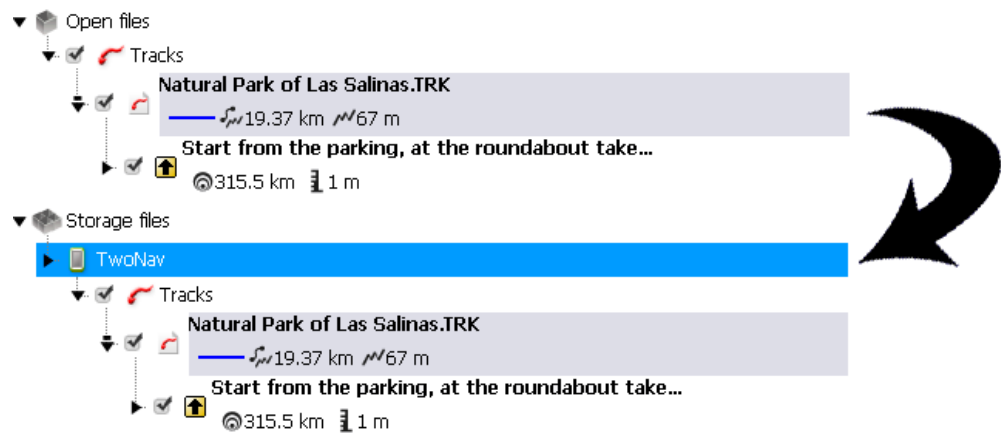 Open files
Tracks
Natural Park of Las Salinas.TRK
19.37 km 67 m
Start from the parking, at the roundabout take...
315.5 km 1 m
Storage files
TwoNav
Tracks
Natural Park of Las Salinas.TRK
19.37 km 67 m
Start from the parking, at the roundabout take...
315.5 km 1 m